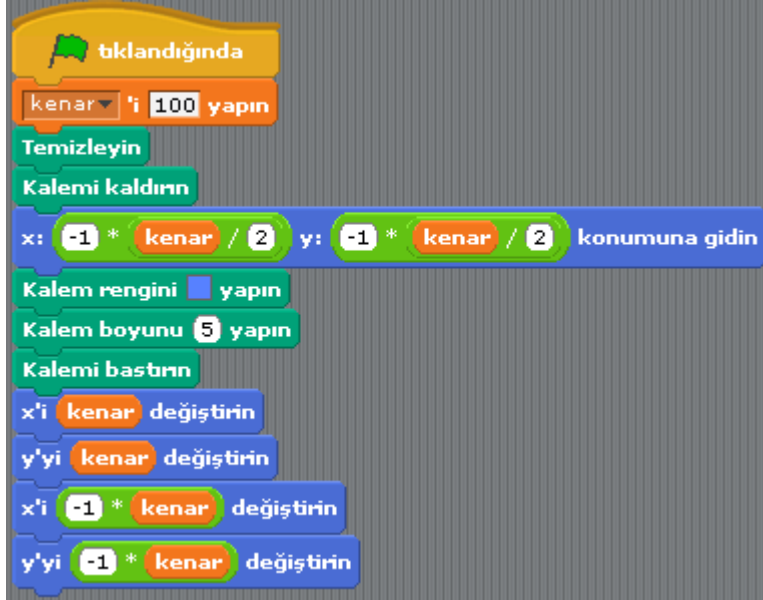 tıklandığında
kenar 'i 100 yapın
Temizleyin
Kalemi kaldırın
x: -1 * kenar / 2 y: -1 * kenar / 2 konumuna gidin
Kalem rengini yapın
Kalem boyunu 5 yapın
Kalemi bastırın
x'i kenar değiştirin
y'yi kenar değiştirin
x'i -1 * kenar değiştirin
y'yi -1 * kenar değiştirin